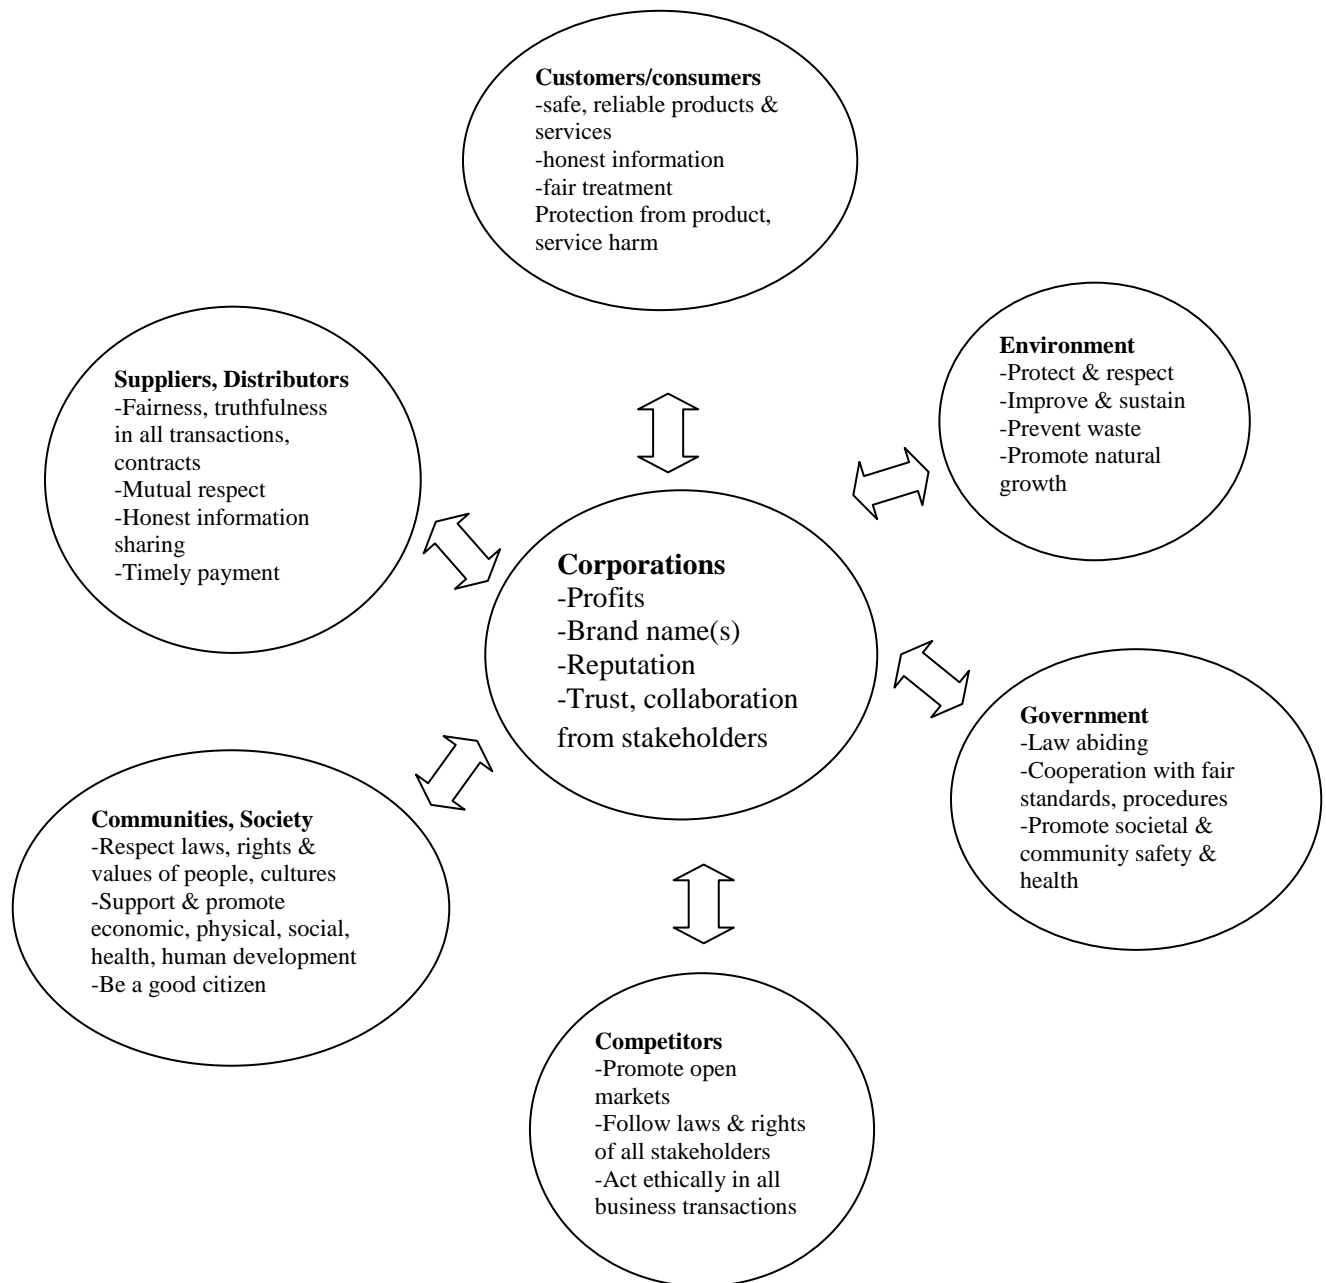 Customers/consumers
-safe, reliable products &
services
-honest information
-fair treatment
Protection from product,
service harm
Environment
-Protect & respect
-Improve & sustain
-Prevent waste
-Promote natural
growth
Suppliers, Distributors
-Fairness, truthfulness
in all transactions,
contracts
-Mutual respect
-Honest information
sharing
-Timely payment
Corporations
-Profits
-Brand name(s)
-Reputation
-Trust, collaboration
from stakeholders
Government
-Law abiding
-Cooperation with fair
standards, procedures
-Promote societal &
community safety &
health
Communities, Society
-Respect laws, rights &
values of people, cultures
-Support & promote
economic, physical, social,
health, human development
-Be a good citizen
Competitors
-Promote open
markets
-Follow laws & rights
of all stakeholders
-Act ethically in all
business transactions